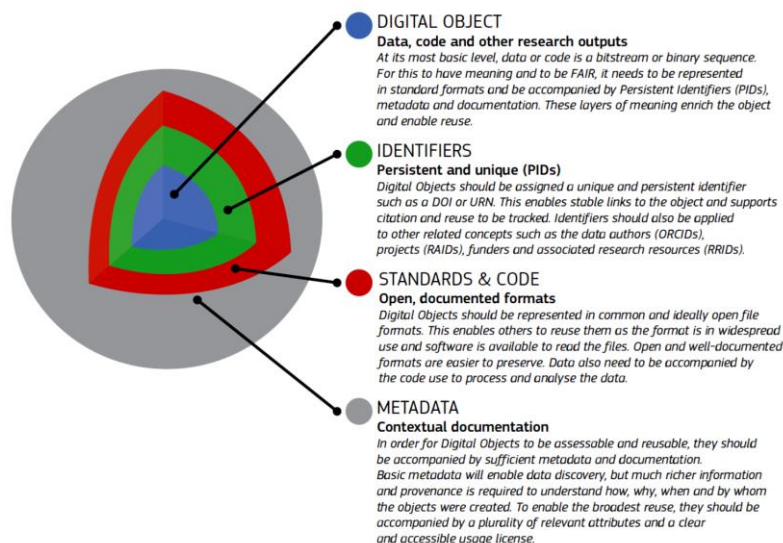 DIGITAL OBJECT
Data, code and other research outputs
At its most basic level, data or code is a bitstream or binary sequence.
For this to have meaning and to be FAIR, it needs to be represented
in standard formats and be accompanied by Persistent Identifiers (PIDs),
metadata and documentation. These layers of meaning enrich the object
and enable reuse.
IDENTIFIERS
Persistent and unique (PIDs)
Digital Objects should be assigned a unique and persistent identifier
such as a DOI or URN. This enables stable links to the object and supports
citation and reuse to be tracked. Identifiers should also be applied
to other related concepts such as the data authors (ORCIDs),
projects (RAIDs), funders and associated research resources (RRIDs).
STANDARDS & CODE
Open, documented formats
Digital Objects should be represented in common and ideally open file
formats. This enables others to reuse them as the format is in widespread
use and software is available to read the files. Open and well-documented
formats are easier to preserve. Data also need to be accompanied by
the code use to process and analyse the data.
METADATA
Contextual documentation
In order for Digital Objects to be assessable and reusable, they should
be accompanied by sufficient metadata and documentation.
Basic metadata will enable data discovery, but much richer information
and provenance is required to understand how, why, when and by whom
the objects were created. To enable the broadest reuse, they should be
accompanied by a plurality of relevant attributes and a clear
and accessible usage license.